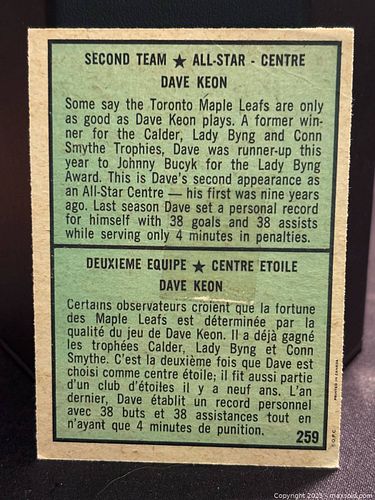 SECOND TEAM ★ ALL-STAR - CENTRE
DAVE KEON
Some say the Toronto Maple Leafs are only
as good as Dave Keon plays. A former win-
ner for the Calder, Lady Byng and Conn
Smythe Trophies, Dave was runner-up this
year to Johnny Bucyk for the Lady Byng
Award. This is Dave's second appearance as
an All-Star Centre — his first was nine years
ago. Last season Dave set a personal record
for himself with 38 goals and 38 assists
while serving only 4 minutes in penalties.
DEUXIEME EQUIPE ★ CENTRE ETOILE
DAVE KEON
Certains observateurs croient que la fortune
des Maple Leafs est déterminée par la
qualité du jeu de Dave Keon. Il a déjà gagné
les trophées Calder, Lady Byng et Conn
Smythe. C'est la deuxième fois que Dave est
choisi comme centre étoile; il fit aussi partie
d'un club d'étoiles il y a neuf ans. L'an
dernier, Dave établit un record personnel
avec 38 buts et 38 assistances tout en
n'ayant que 4 minutes de punition.
259
O.P.C. PRINTED IN CANADA
Copyright 2023 - maxsold.com